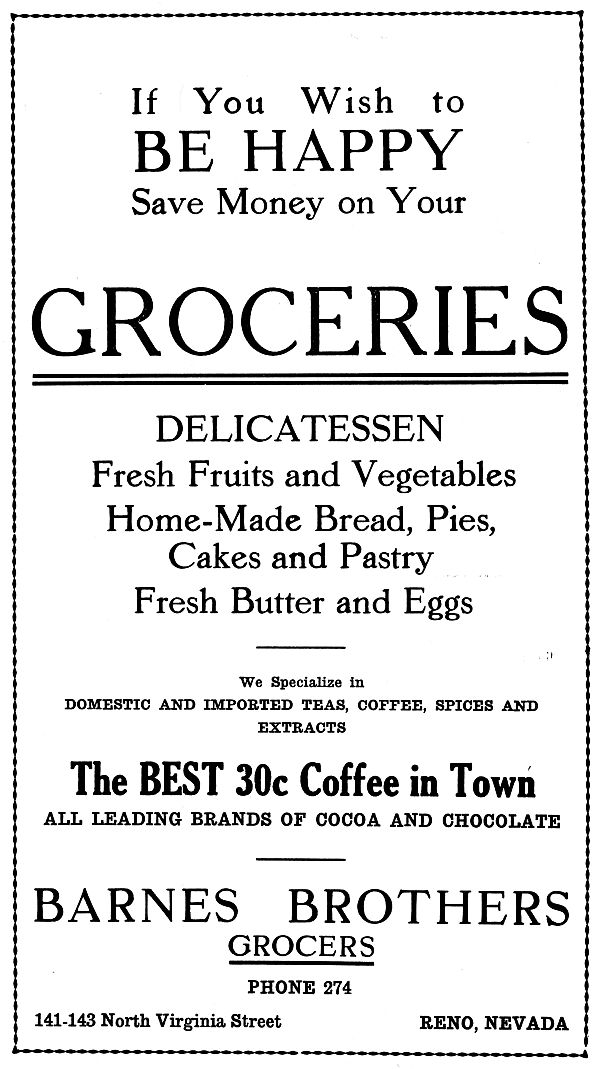 If You Wish to
BE HAPPY
Save Money on Your
GROCERIES
DELICATESSEN
Fresh Fruits and Vegetables
Home-Made Bread, Pies,
Cakes and Pastry
Fresh Butter and Eggs
We Specialize in
DOMESTIC AND IMPORTED TEAS, COFFEE, SPICES AND
EXTRACTS
The BEST 30c Coffee in Town
ALL LEADING BRANDS OF COCOA AND CHOCOLATE
BARNES BROTHERS
GROCERS
PHONE 274
141-143 North Virginia Street RENO, NEVADA